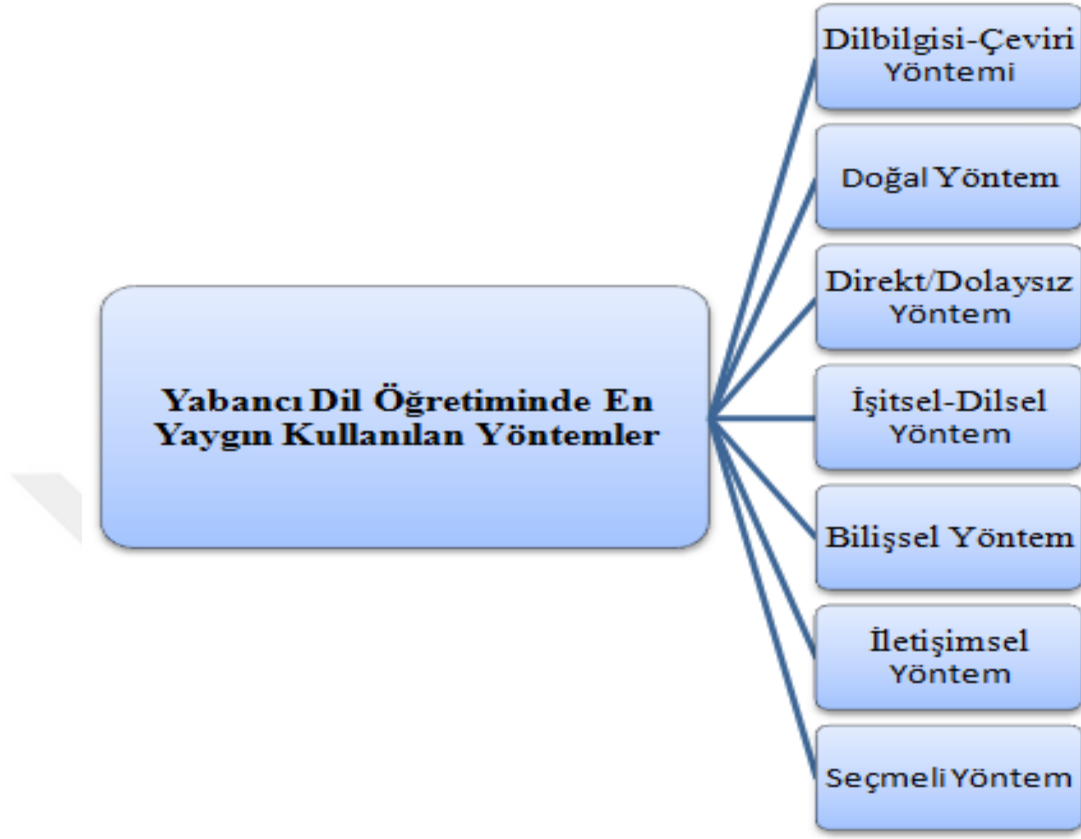 Yabancı Dil Öğretiminde En
Yaygın Kullanılan Yöntemler
Dilbilgisi-Çeviri
Yöntemi
Doğal Yöntem
Direkt/Dolaysız
Yöntem
İşitsel-Dilsel
Yöntem
Bilişsel Yöntem
İletişimsel
Yöntem
Seçmeli Yöntem